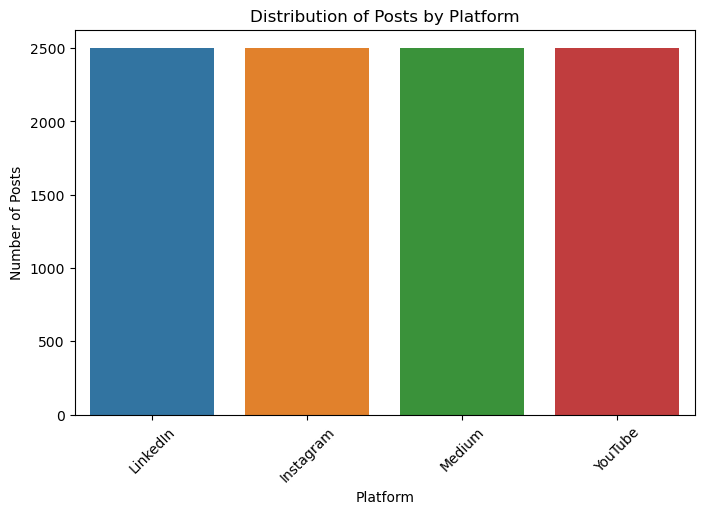 Distribution of Posts by Platform
Number of Posts
2500
2000
1500
1000
500
0
LinkedIn
Instagram
Medium
YouTube
Platform